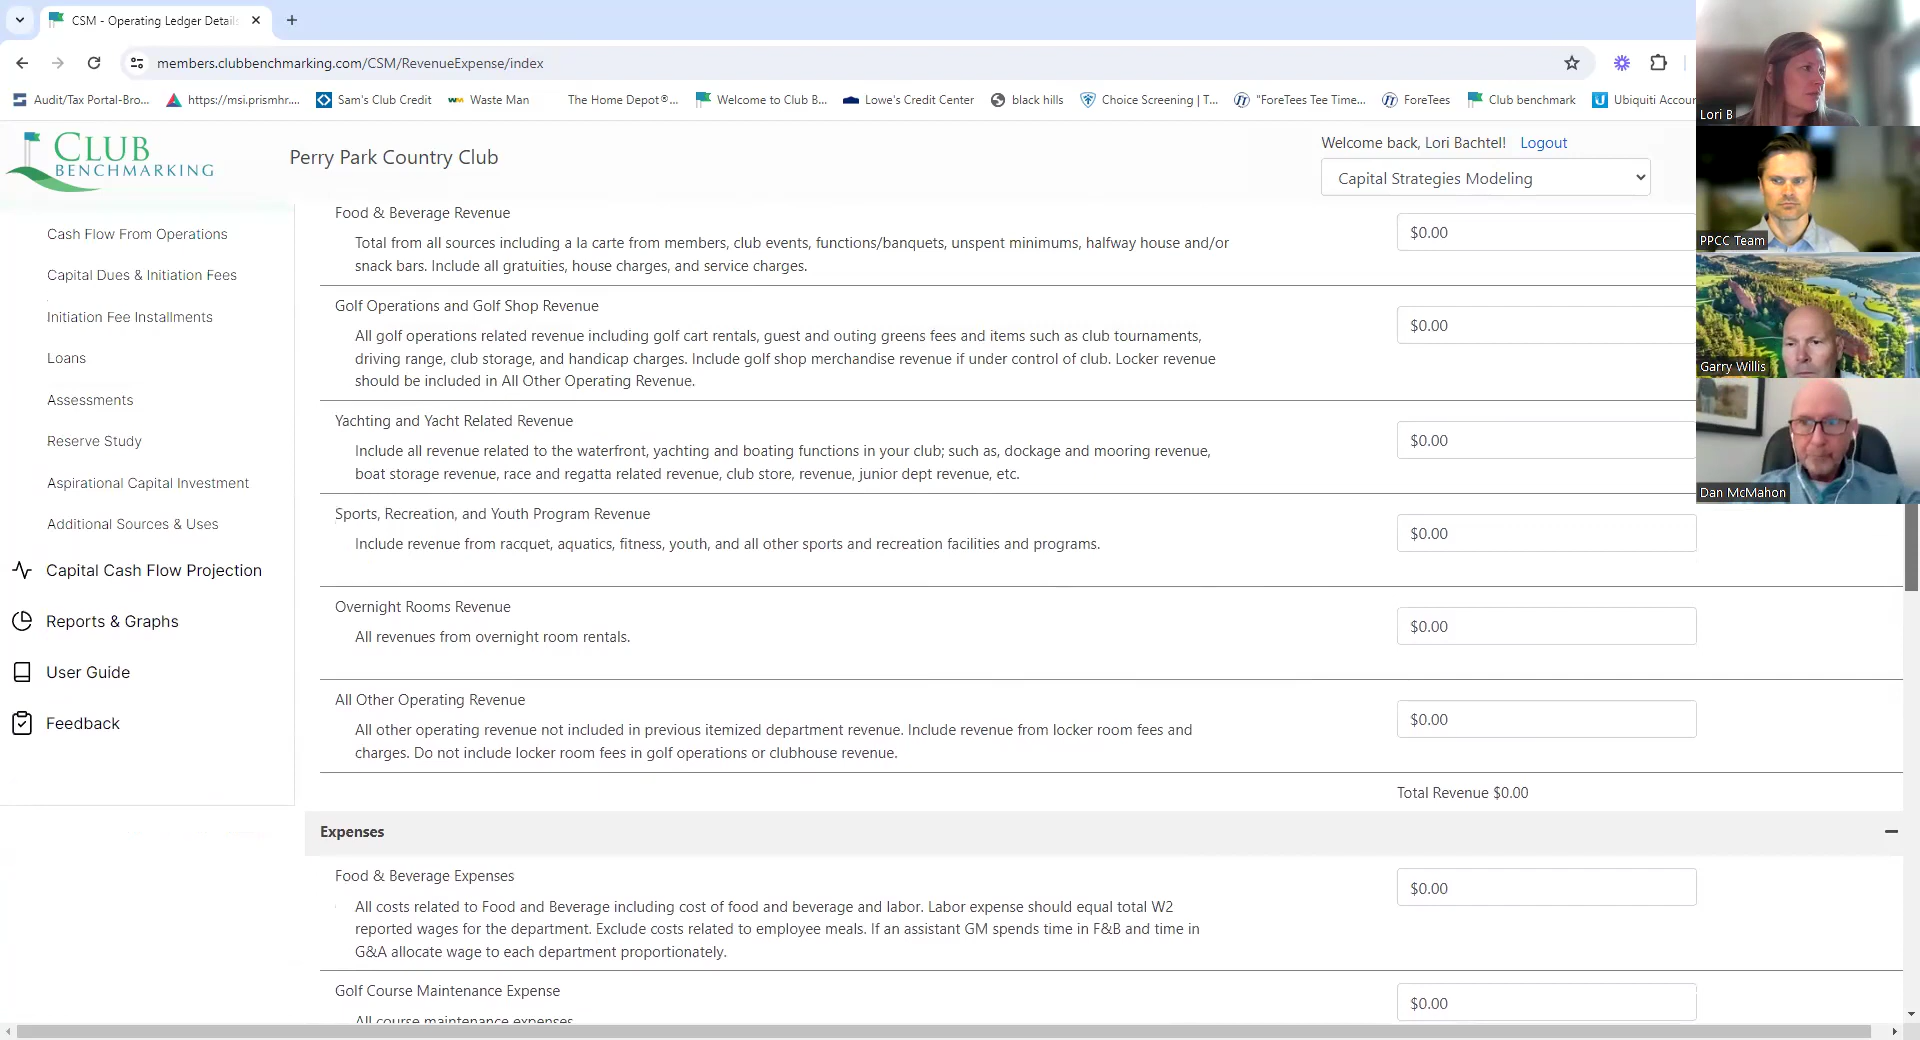 CSM - Operating Ledger Details
members.clubbenchmarking.com/CSM/RevenueExpense/index
Audit/Tax Portal-Bro...
https://msi.prismhr....
Sam's Club Credit
Waste Man
The Home Depot®...
Welcome to Club B...
Lowe's Credit Center
black hills
Choice Screening | T...
"ForeTees Tee Time...
ForeTees
Club benchmark
Ubiquiti Accou
CLUB
BENCHMARKING
Perry Park Country Club
Welcome back, Lori Bachtel! Logout
Capital Strategies Modeling
Cash Flow From Operations
Capital Dues & Initiation Fees
Initiation Fee Installments
Loans
Assessments
Reserve Study
Aspirational Capital Investment
Additional Sources & Uses
Capital Cash Flow Projection
Reports & Graphs
User Guide
Feedback
Food & Beverage Revenue
$0.00
Total from all sources including a la carte from members, club events, functions/banquets, unspent minimums, halfway house and/or
snack bars. Include all gratuities, house charges, and service charges.
Golf Operations and Golf Shop Revenue
$0.00
All golf operations related revenue including golf cart rentals, guest and outing greens fees and items such as club tournaments,
driving range, club storage, and handicap charges. Include golf shop merchandise revenue if under control of club. Locker revenue
should be included in All Other Operating Revenue.
Yachting and Yacht Related Revenue
$0.00
Include all revenue related to the waterfront, yachting and boating functions in your club; such as, dockage and mooring revenue,
boat storage revenue, race and regatta related revenue, club store, revenue, junior dept revenue, etc.
Sports, Recreation, and Youth Program Revenue
$0.00
Include revenue from racquet, aquatics, fitness, youth, and all other sports and recreation facilities and programs.
Overnight Rooms Revenue
$0.00
All revenues from overnight room rentals.
All Other Operating Revenue
$0.00
All other operating revenue not included in previous itemized department revenue. Include revenue from locker room fees and
charges. Do not include locker room fees in golf operations or clubhouse revenue.
Total Revenue $0.00
Expenses
Food & Beverage Expenses
$0.00
All costs related to Food and Beverage including cost of food and beverage and labor. Labor expense should equal total W2
reported wages for the department. Exclude costs related to employee meals. If an assistant GM spends time in F&B and time in
G&A allocate wage to each department proportionately.
Golf Course Maintenance Expense
$0.00
All course maintenance expenses
Lori B
PPCC Team
Garry Willis
Dan McMahon